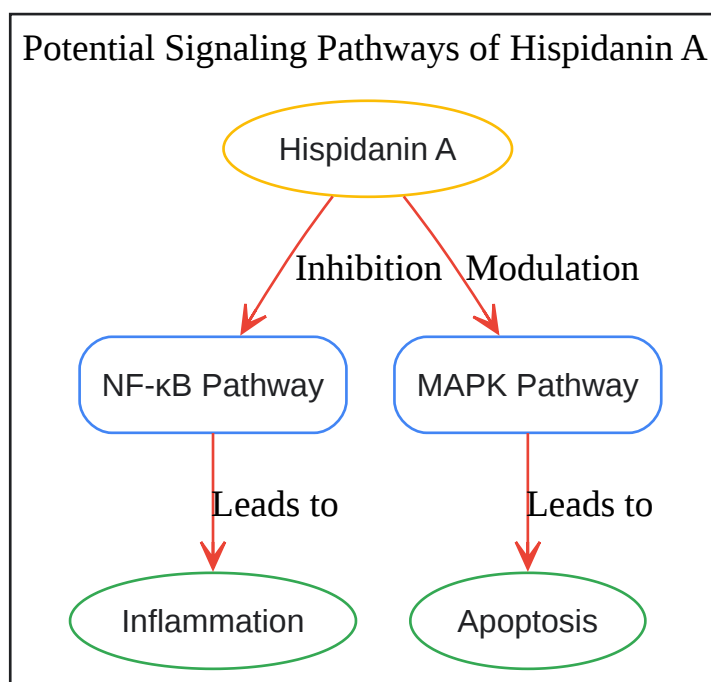 Potential Signaling Pathways of Hispidanin A
Hispidanin A
Inhibition
Modulation
NF-κB Pathway
MAPK Pathway
Leads to
Leads to
Inflammation
Apoptosis